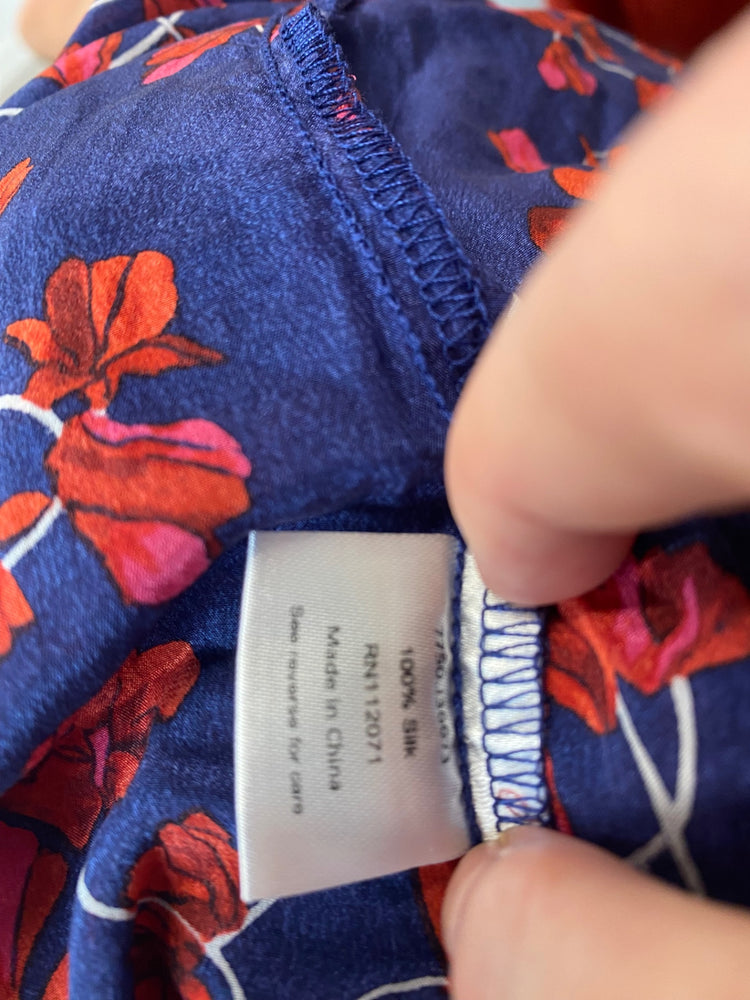 100% Silk
RN112071
Made in China
See reverse for care